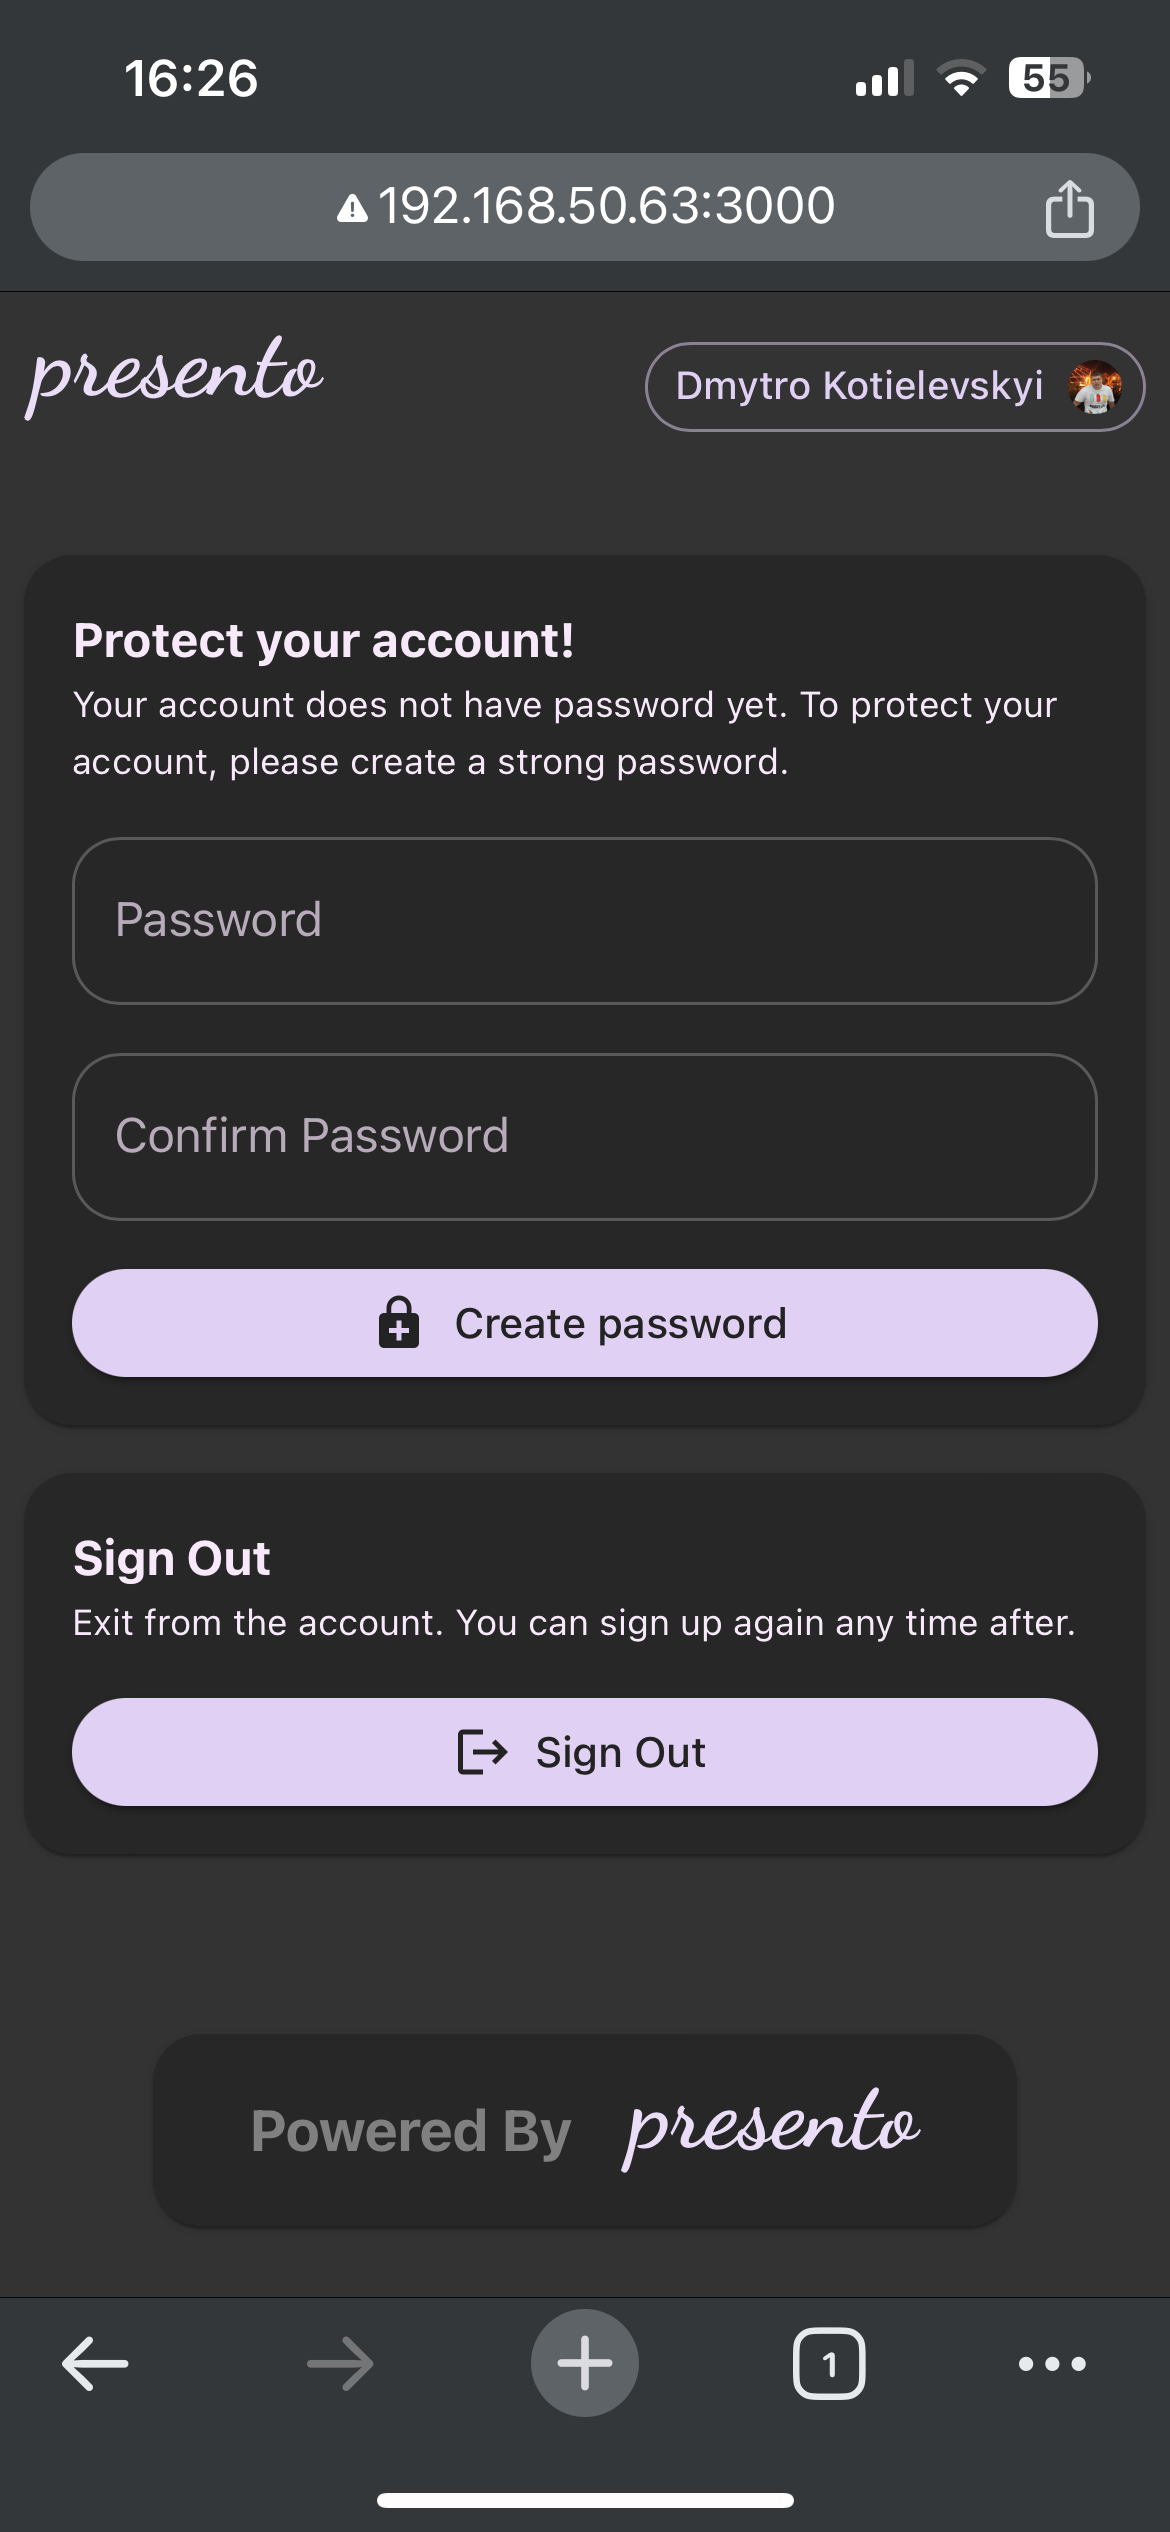 16:26
55
192.168.50.63:3000
presento
Dmytro Kotielevskyi
Protect your account!
Your account does not have password yet. To protect your
account, please create a strong password.
Password
Confirm Password
Create password
Sign Out
Exit from the account. You can sign up again any time after.
Sign Out
Powered By presento
1